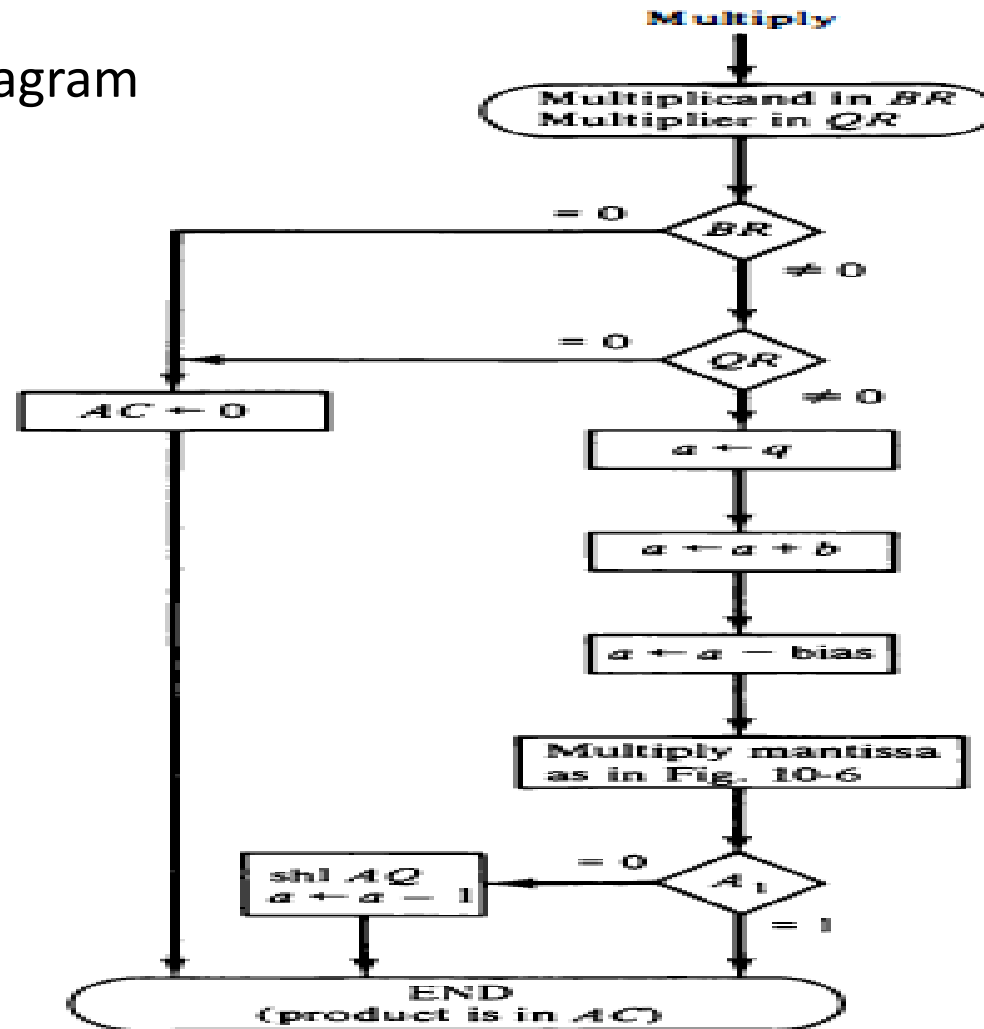 agram
Multiply
Multiplicand in BR
Multiplier in QR
= 0
BR
≠ 0
= 0
QR
≠ 0
AC ← 0
a ← q
a ← a + b
a ← a − bias
Multiply mantissa
as in Fig. 10-6
= 0
A₁
= 1
shl AQ
a ← a − 1
END
(product is in AC)